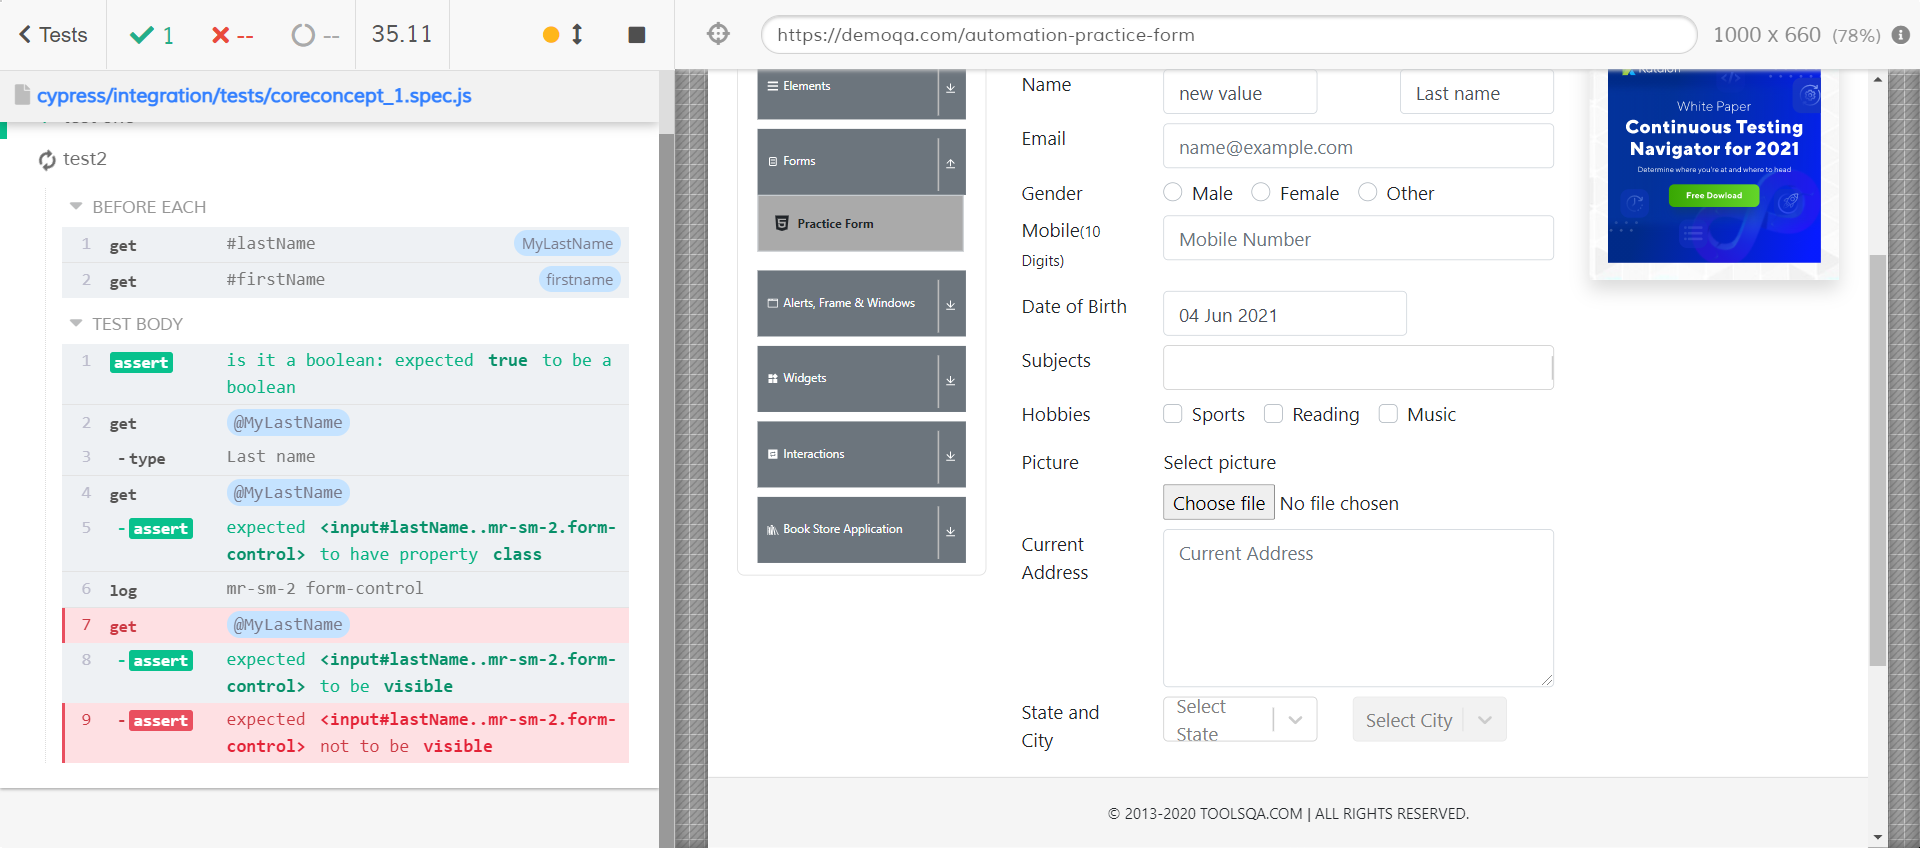 Tests
1
--
--
35.11
https://demoqa.com/automation-practice-form
1000 x 660 (78%)
cypress/integration/tests/coreconcept_1.spec.js
test2
BEFORE EACH
1 get #lastName MyLastName
2 get #firstName firstname
TEST BODY
1 assert is it a boolean: expected true to be a
boolean
2 get @MyLastName
3 -type Last name
4 get @MyLastName
5 -assert expected <input#lastName..mr-sm-2.form-
control> to have property class
6 log mr-sm-2 form-control
7 get @MyLastName
8 -assert expected <input#lastName..mr-sm-2.form-
control> to be visible
9 -assert expected <input#lastName..mr-sm-2.form-
control> not to be visible
Elements
Forms
Practice Form
Alerts, Frame & Windows
Widgets
Interactions
Book Store Application
Name new value Last name
Email name@example.com
Gender Male Female Other
Mobile(10
Digits)
Mobile Number
Date of Birth 04 Jun 2021
Subjects
Hobbies Sports Reading Music
Picture Select picture
Choose file No file chosen
Current
Address
Current Address
State and
City
Select
State
Select City
White Paper
Continuous Testing
Navigator for 2021
Determine where you're at and where to head
Free Dowload
© 2013-2020 TOOLSQA.COM | ALL RIGHTS RESERVED.